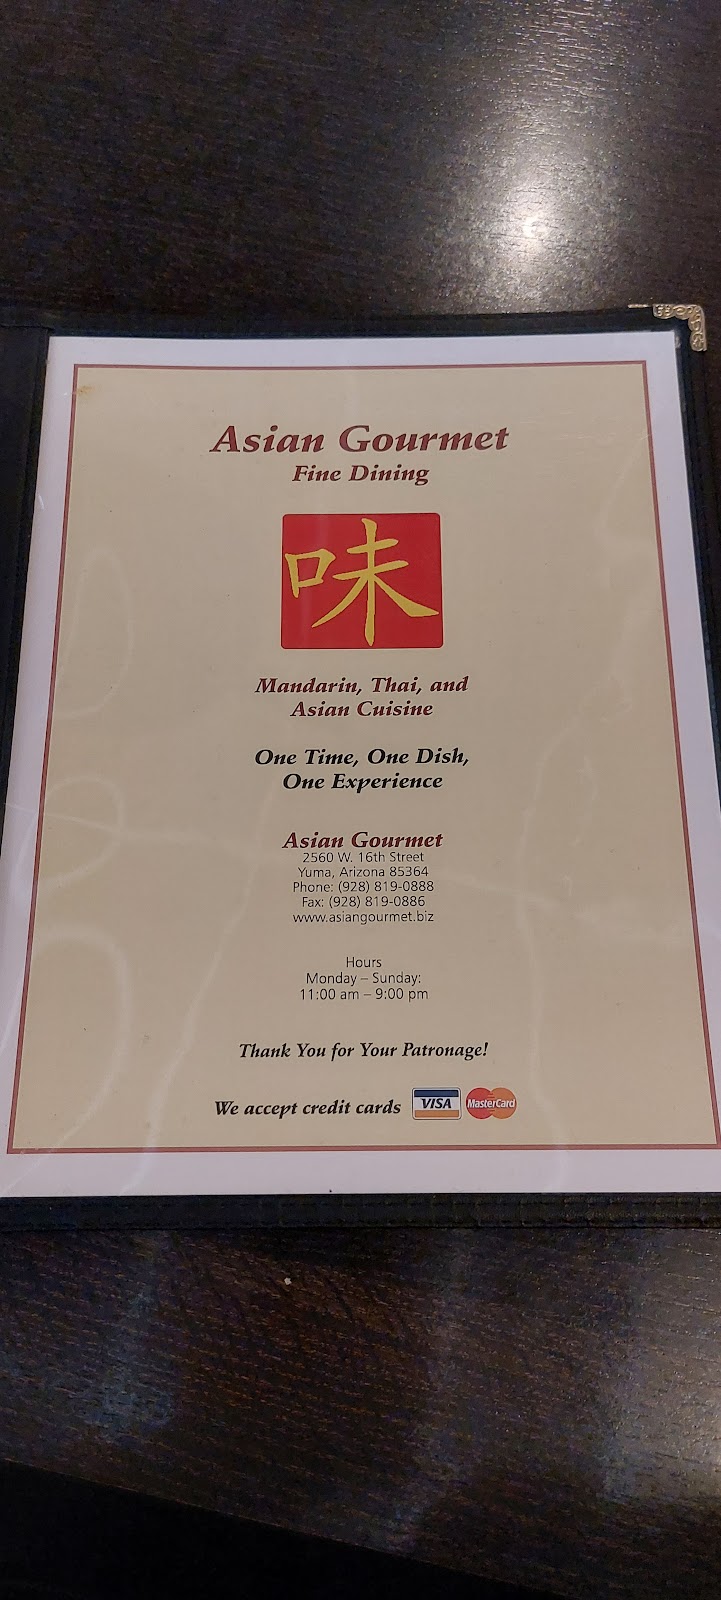 Asian Gourmet
Fine Dining
味
Mandarin, Thai, and
Asian Cuisine
One Time, One Dish,
One Experience
Asian Gourmet
2560 W. 16th Street
Yuma, Arizona 85364
Phone: (928) 819-0888
Fax: (928) 819-0886
www.asiangourmet.biz
Hours
Monday – Sunday:
11:00 am – 9:00 pm
Thank You for Your Patronage!
We accept credit cards VISA MasterCard